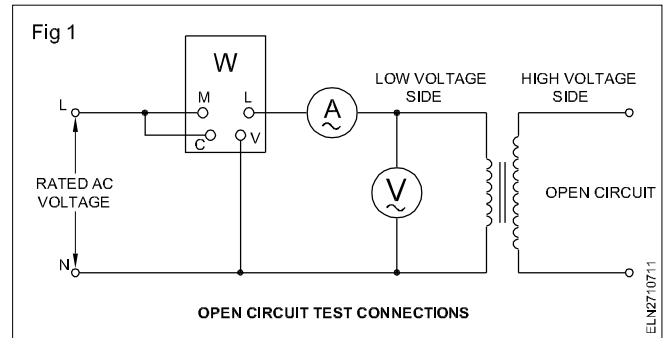 Fig 1
W
M
L
C
V
L
A
LOW VOLTAGE
SIDE
HIGH VOLTAGE
SIDE
RATED AC
VOLTAGE
V
OPEN CIRCUIT
N
OPEN CIRCUIT TEST CONNECTIONS
ELN2710711